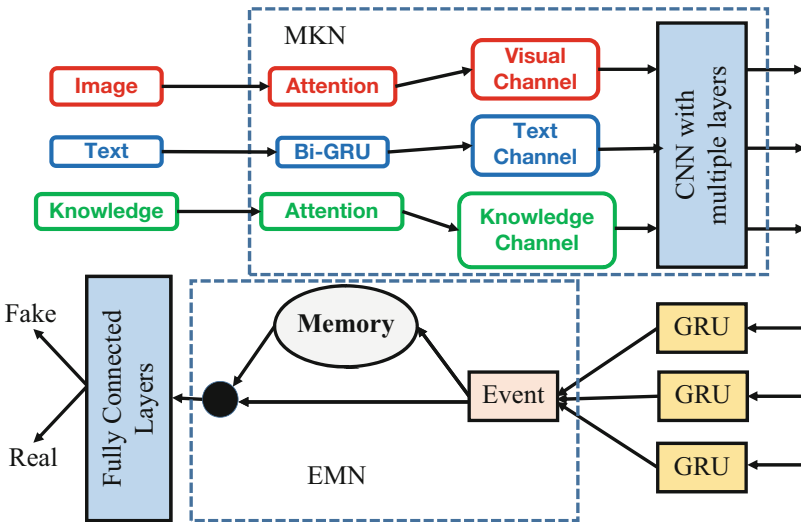 MKN
Image
Attention
Visual
Channel
Text
Bi-GRU
Text
Channel
Knowledge
Attention
Knowledge
Channel
CNN with
multiple layers
Fake
Real
Fully Connected
Layers
Memory
Event
EMN
GRU
GRU
GRU